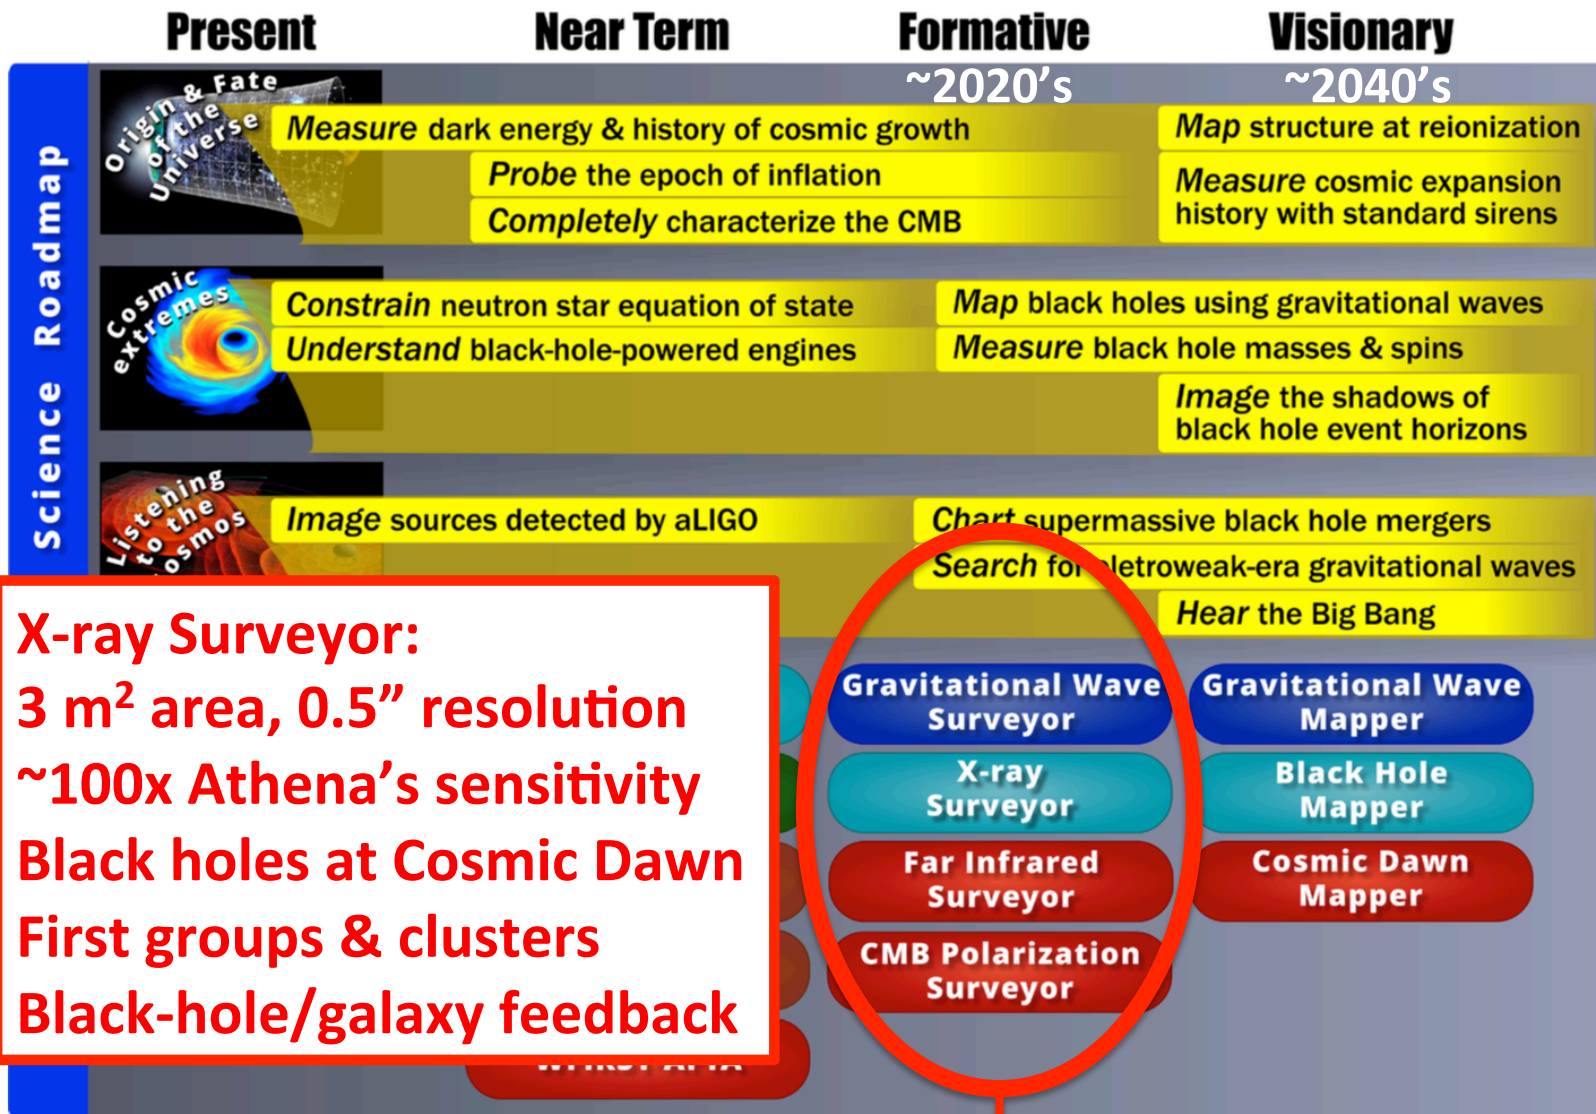 Present Near Term Formative Visionary
~2020's ~2040's
Science Roadmap
Origin & Fate
of the
Universe
Measure dark energy & history of cosmic growth
Probe the epoch of inflation
Completely characterize the CMB
Map structure at reionization
Measure cosmic expansion
history with standard sirens
Cosmic
extremes
Constrain neutron star equation of state
Understand black-hole-powered engines
Map black holes using gravitational waves
Measure black hole masses & spins
Image the shadows of
black hole event horizons
Listening
to the
Image sources detected by aLIGO
Chart supermassive black hole mergers
Search for eletroweak-era gravitational waves
Hear the Big Bang
X-ray Surveyor:
3 m² area, 0.5” resolution
~100x Athena’s sensitivity
Black holes at Cosmic Dawn
First groups & clusters
Black-hole/galaxy feedback
Gravitational Wave
Surveyor
X-ray
Surveyor
Far Infrared
Surveyor
CMB Polarization
Surveyor
Gravitational Wave
Mapper
Black Hole
Mapper
Cosmic Dawn
Mapper